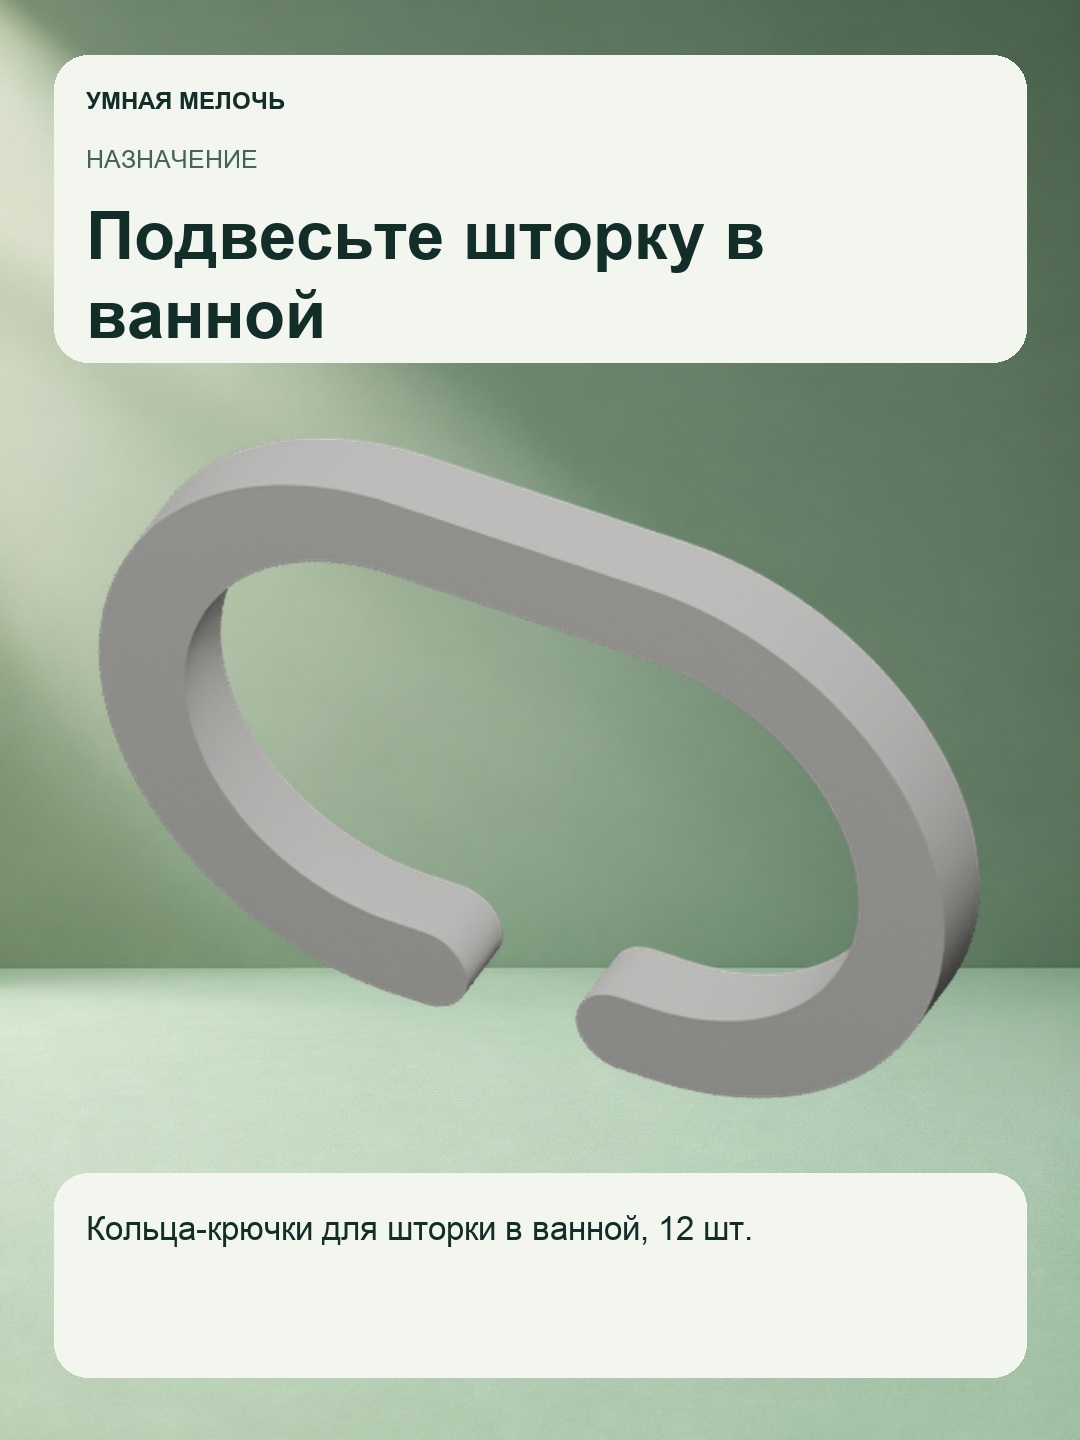 УМНАЯ МЕЛОЧЬ
НАЗНАЧЕНИЕ
Подвесьте шторку в
ванной
Кольца-крючки для шторки в ванной, 12 шт.